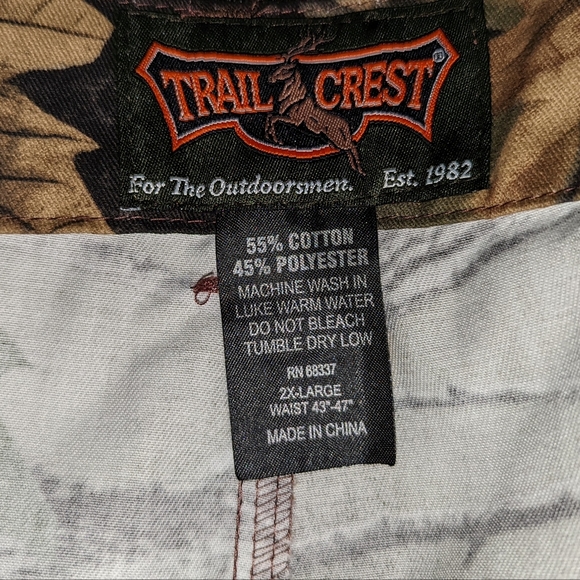 TRAIL CREST®
For The Outdoorsmen. Est. 1982
55% COTTON
45% POLYESTER
MACHINE WASH IN
LUKE WARM WATER
DO NOT BLEACH
TUMBLE DRY LOW
RN 68337
2X-LARGE
WAIST 43"-47"
MADE IN CHINA